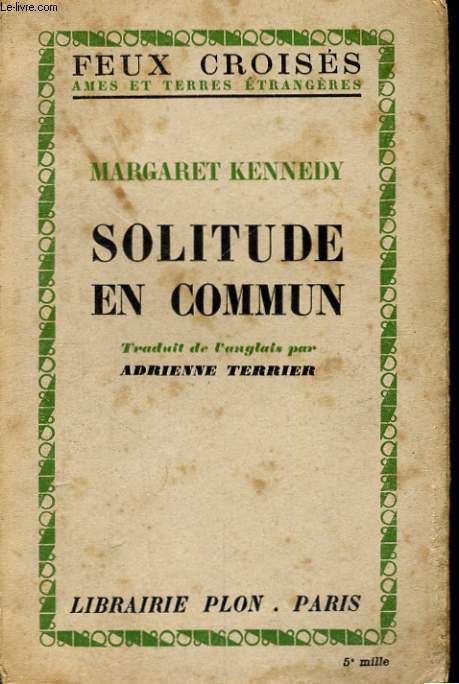 Le-livre.com
FEUX CROISÉS
AMES ET TERRES ÉTRANGÈRES
MARGARET KENNEDY
SOLITUDE
EN COMMUN
Traduit de l'anglais par
ADRIENNE TERRIER
LIBRAIRIE PLON . PARIS
5e mille